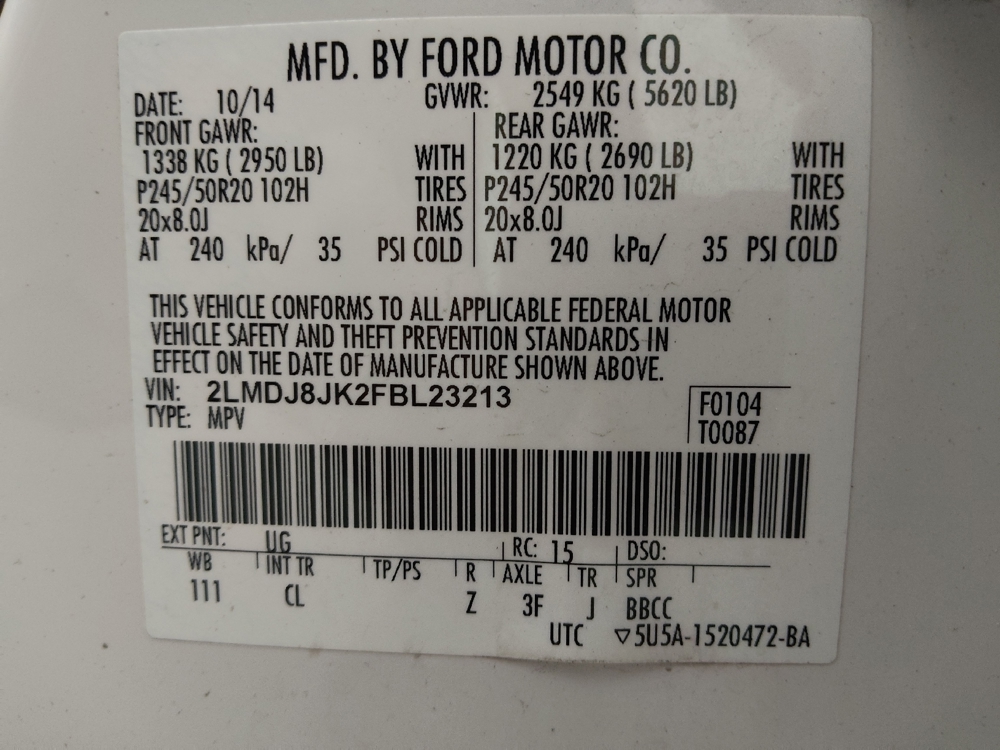 MFD. BY FORD MOTOR CO.
DATE: 10/14 GVWR: 2549 KG ( 5620 LB)
FRONT GAWR: REAR GAWR:
1338 KG ( 2950 LB) WITH 1220 KG ( 2690 LB) WITH
P245/50R20 102H TIRES P245/50R20 102H TIRES
20x8.0J RIMS 20x8.0J RIMS
AT 240 kPa/ 35 PSI COLD AT 240 kPa/ 35 PSI COLD
THIS VEHICLE CONFORMS TO ALL APPLICABLE FEDERAL MOTOR
VEHICLE SAFETY AND THEFT PREVENTION STANDARDS IN
EFFECT ON THE DATE OF MANUFACTURE SHOWN ABOVE.
VIN: 2LMDJ8JK2FBL23213
TYPE: MPV
F0104
T0087
EXT PNT: UG RC: 15 DSO:
WB INT TR TP/PS R AXLE TR SPR
111 CL Z 3F J BBCC
UTC ▽5U5A-1520472-BA